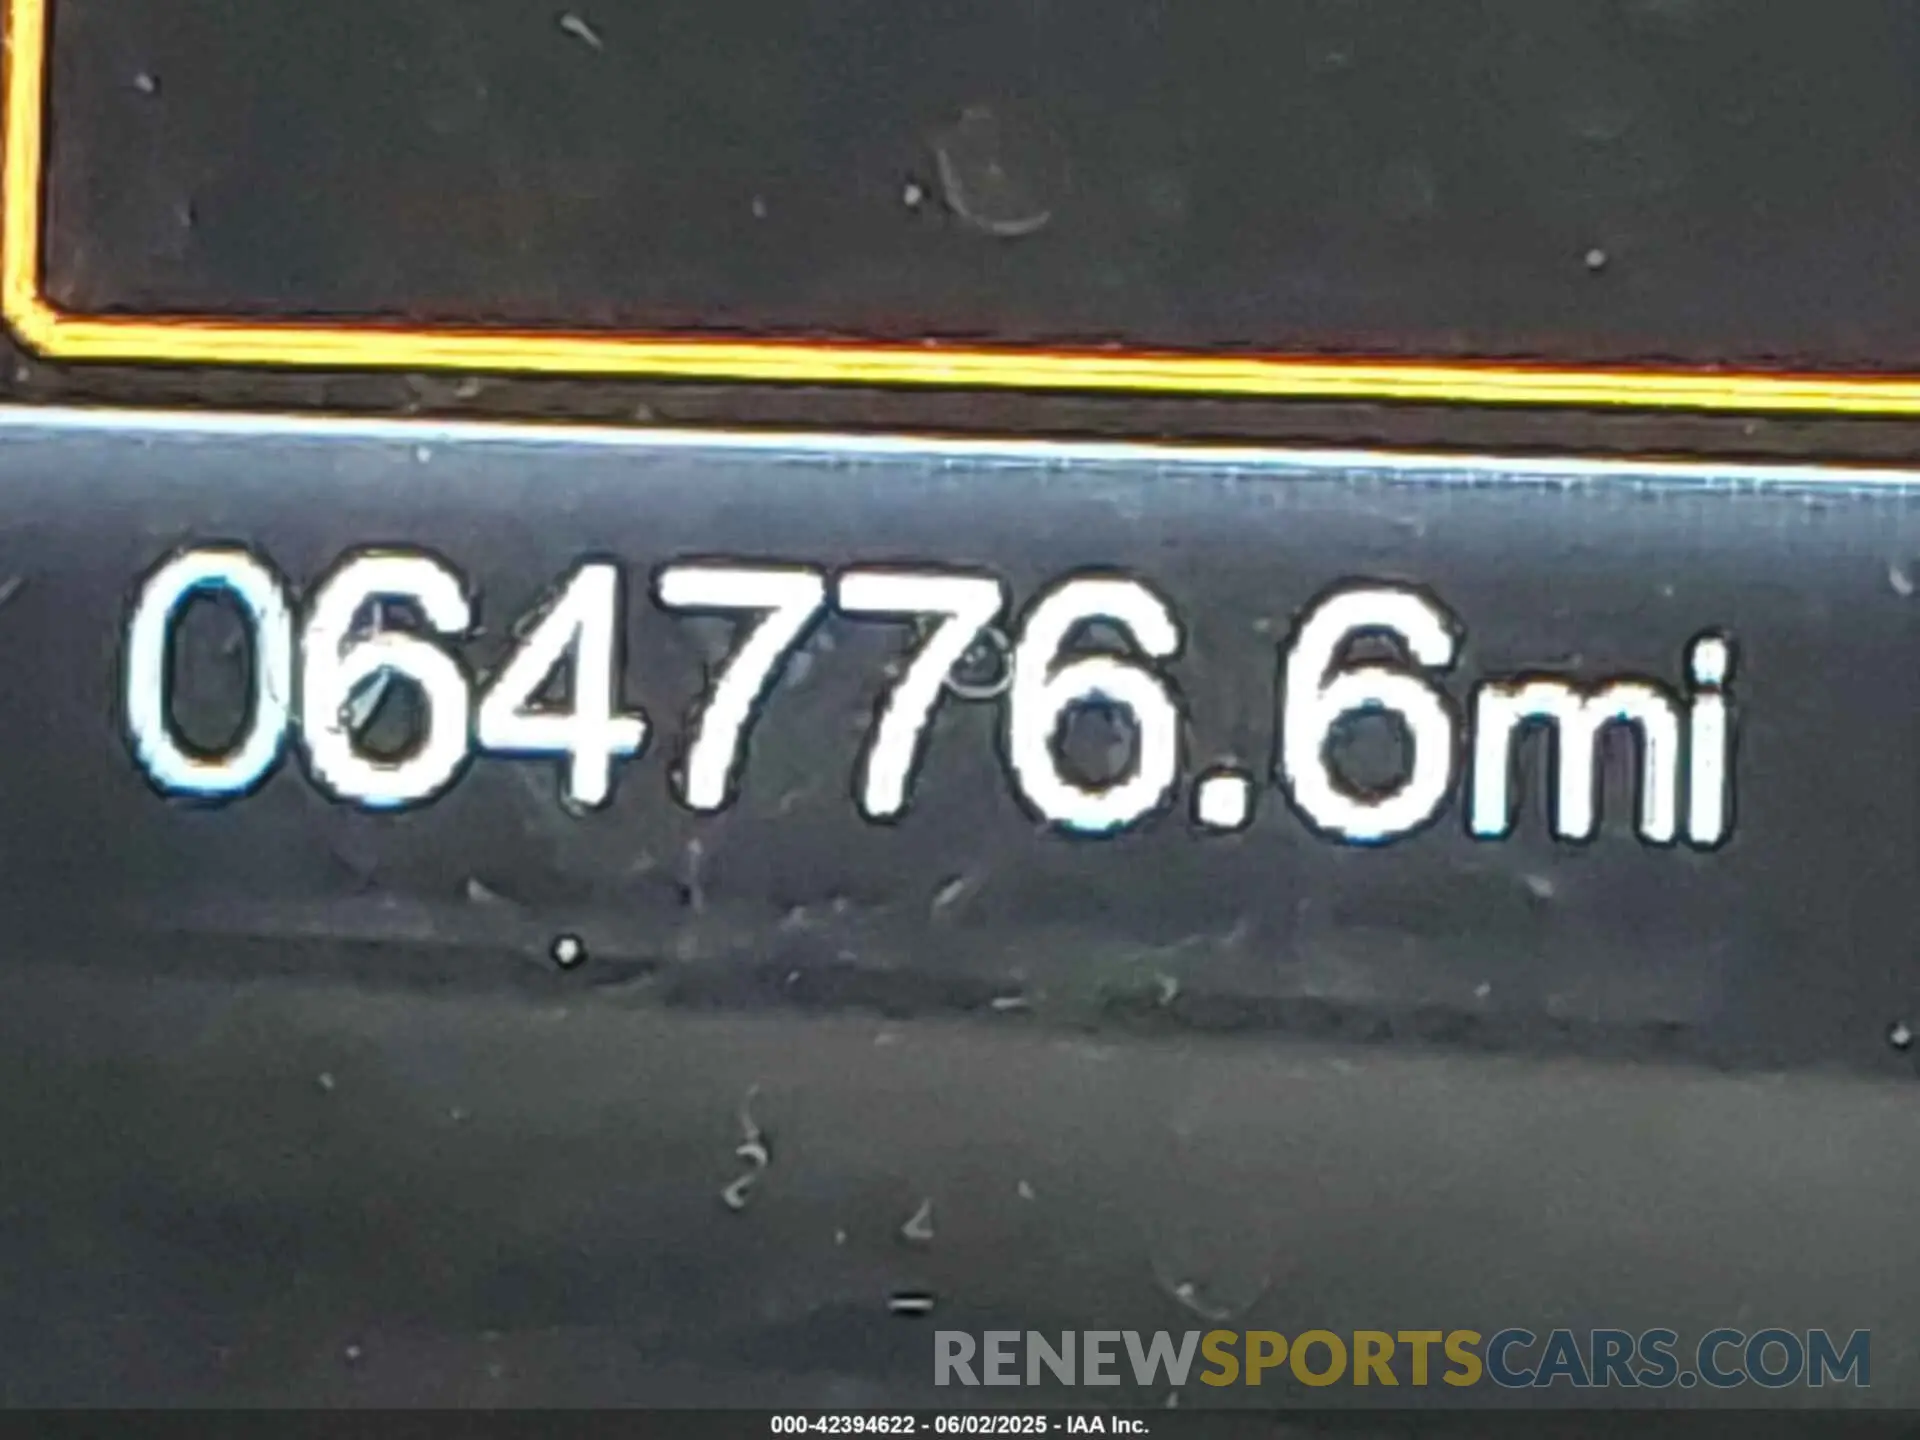 064776.6mi
RENEWSPORTSCARS.COM
000-42394622 - 06/02/2025 - IAA Inc.